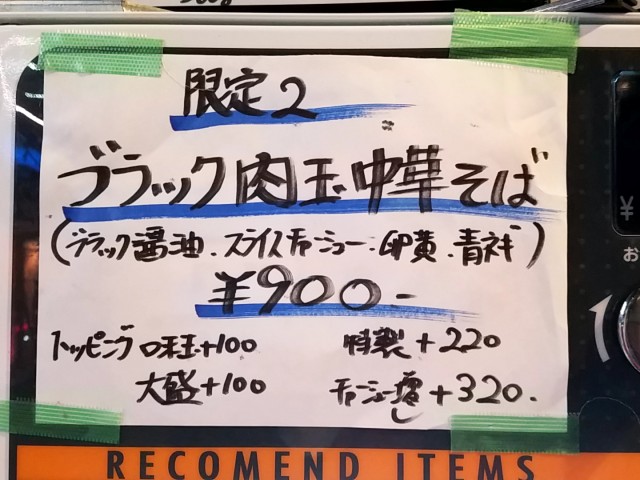 限定2
ブラック肉玉中華そば
(ブラック醤油.スライスチャーシュー.卵黄.青ネギ)
¥900-
トッピング 味玉+100 特製+220
大盛+100 チャーシュー増し+320.
¥
お
RECOMEND ITEMS